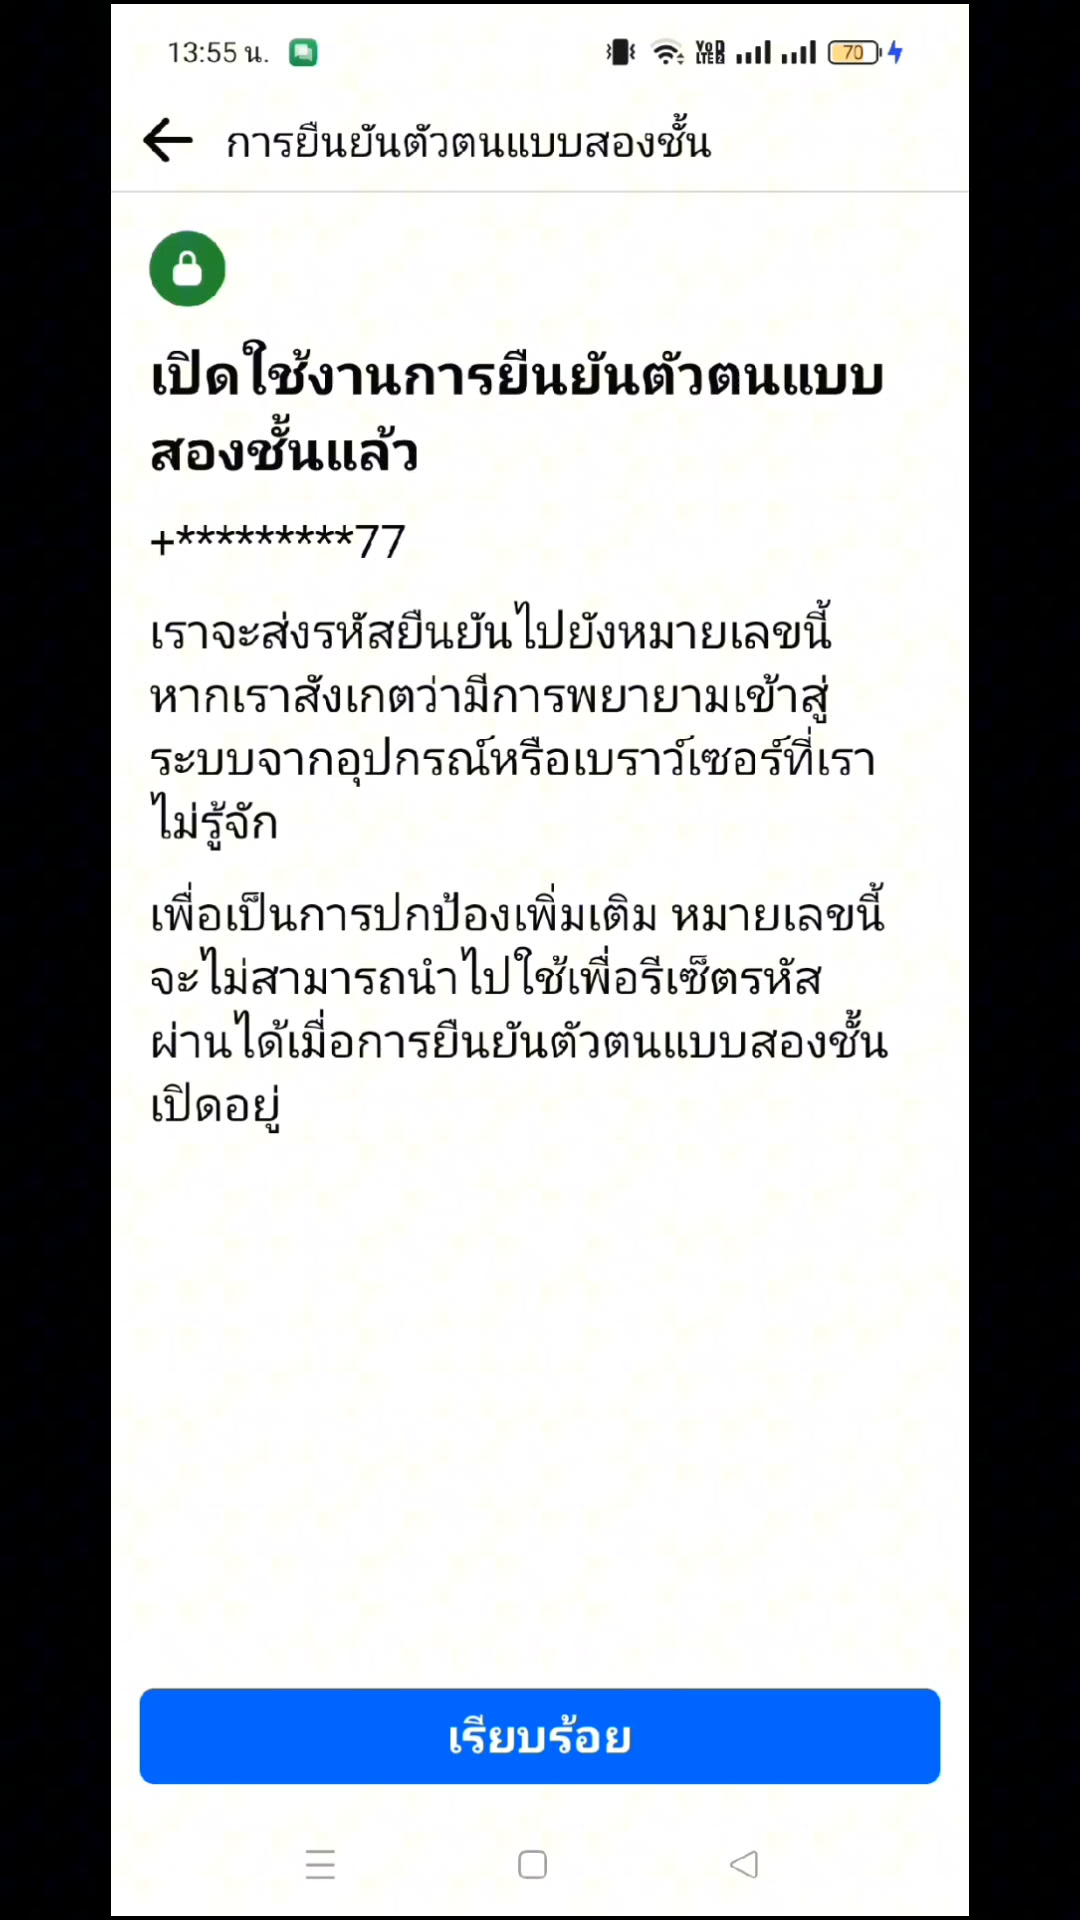 13:55 น.
VoD LTE2 70
การยืนยันตัวตนแบบสองชั้น
เปิดใช้งานการยืนยันตัวตนแบบ
สองชั้นแล้ว
+*********77
เราจะส่งรหัสยืนยันไปยังหมายเลขนี้
หากเราสังเกตว่ามีการพยายามเข้าสู่
ระบบจากอุปกรณ์หรือเบราว์เซอร์ที่เรา
ไม่รู้จัก
เพื่อเป็นการปกป้องเพิ่มเติม หมายเลขนี้
จะไม่สามารถนำไปใช้เพื่อรีเซ็ตรหัส
ผ่านได้เมื่อการยืนยันตัวตนแบบสองชั้น
เปิดอยู่
เรียบร้อย